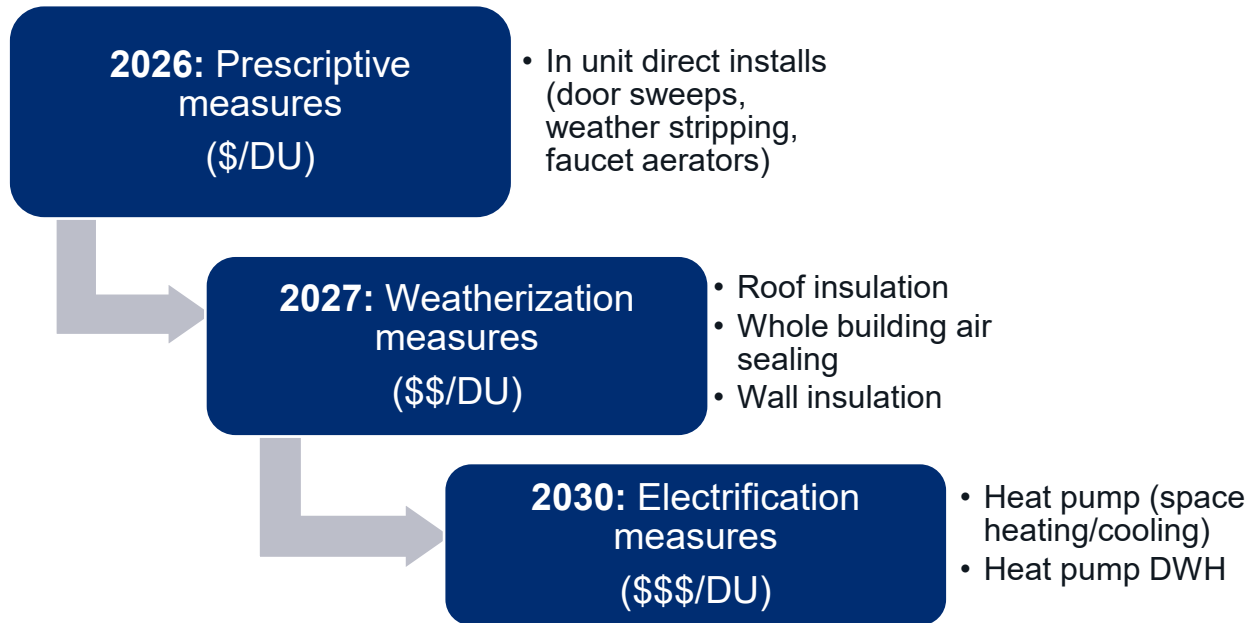 2026: Prescriptive
measures
($/DU)
• In unit direct installs
(door sweeps,
weather stripping,
faucet aerators)
2027: Weatherization
measures
($$/DU)
• Roof insulation
• Whole building air
sealing
• Wall insulation
2030: Electrification
measures
($$$/DU)
• Heat pump (space
heating/cooling)
• Heat pump DWH